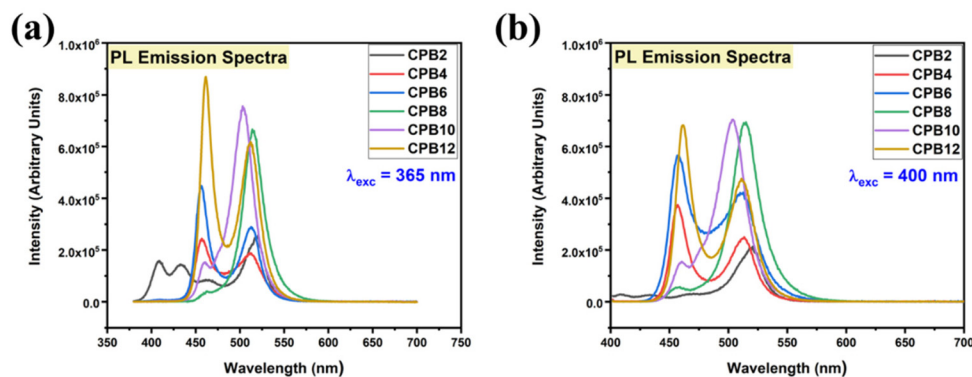 (a)
PL Emission Spectra
CPB2
CPB4
CPB6
CPB8
CPB10
CPB12
λexc = 365 nm
Intensity (Arbitrary Units)
1.0x10⁶
8.0x10⁵
6.0x10⁵
4.0x10⁵
2.0x10⁵
0.0
350 400 450 500 550 600 650 700 750
Wavelength (nm)
(b)
PL Emission Spectra
CPB2
CPB4
CPB6
CPB8
CPB10
CPB12
λexc = 400 nm
Intensity (Arbitrary Units)
1.0x10⁶
8.0x10⁵
6.0x10⁵
4.0x10⁵
2.0x10⁵
0.0
400 450 500 550 600 650 700
Wavelength (nm)